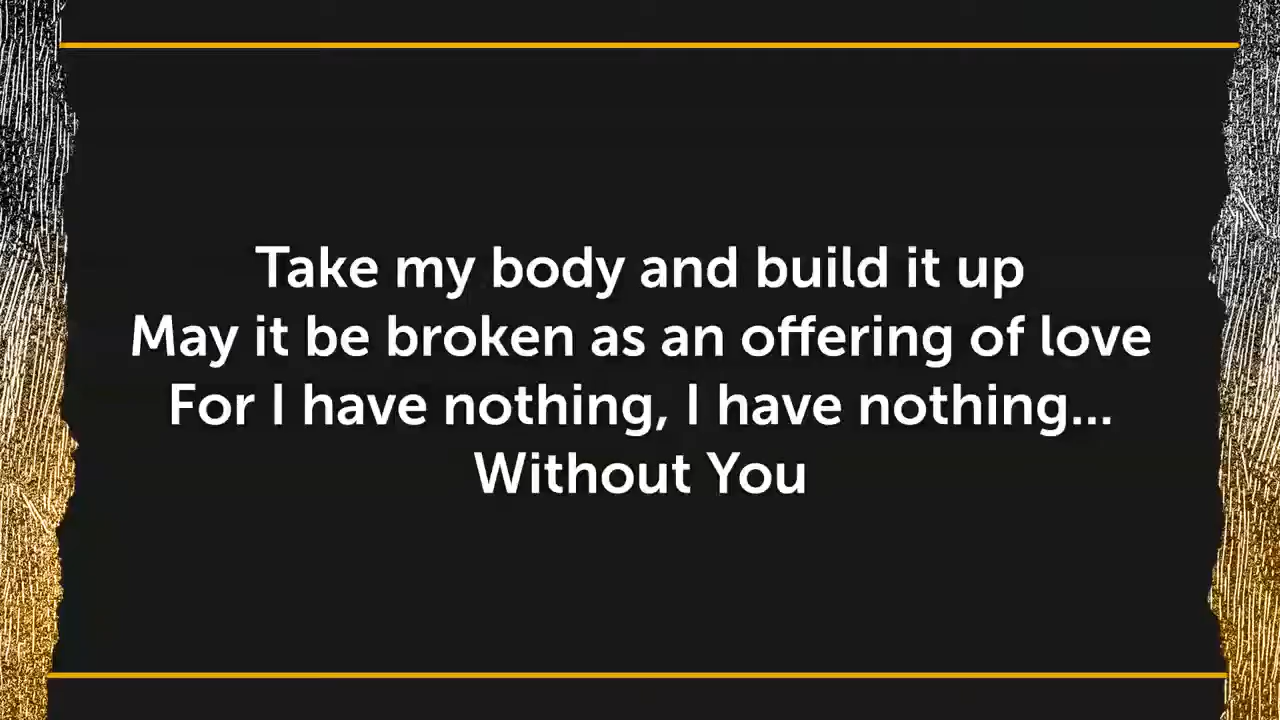 Take my body and build it up
May it be broken as an offering of love
For I have nothing, I have nothing...
Without You